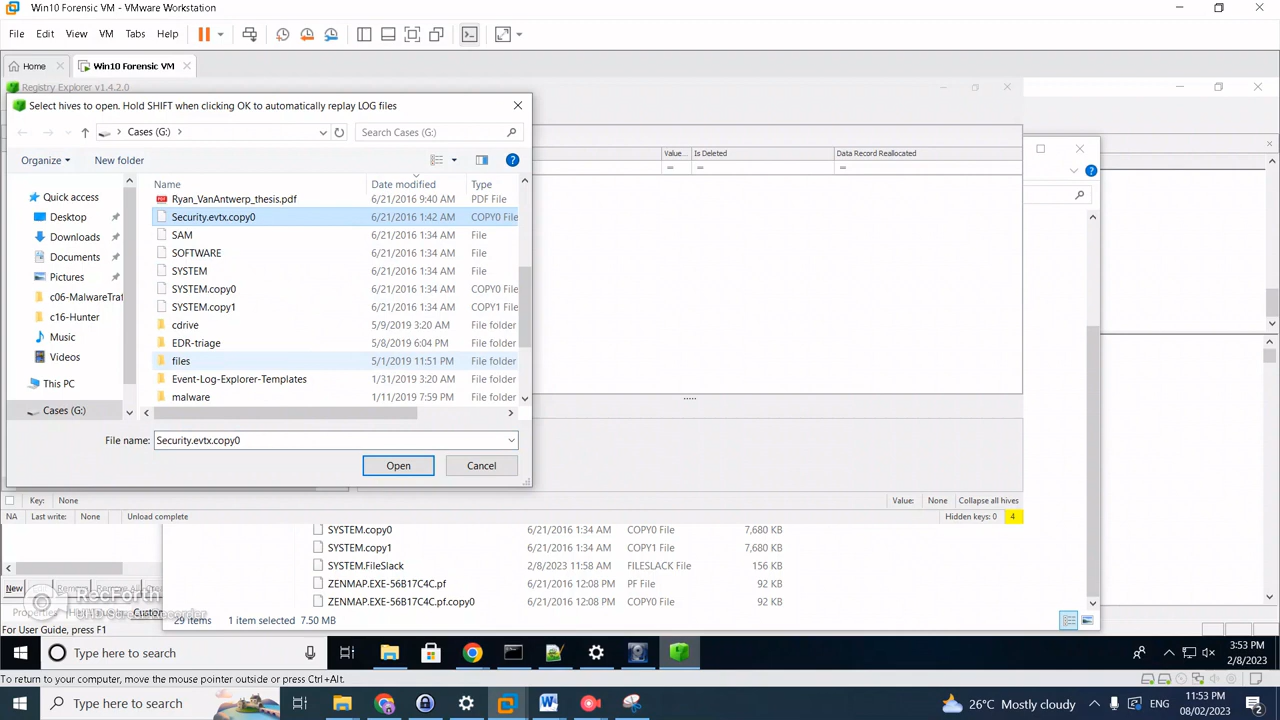 Win10 Forensic VM - VMware Workstation
File Edit View VM Tabs Help
Home Win10 Forensic VM
Registry Explorer v1.4.2.0
Select hives to open. Hold SHIFT when clicking OK to automatically replay LOG files
Cases (G:) Search Cases (G:)
Organize New folder
Value... Is Deleted Data Record Reallocated
= = =
Name Date modified Type
Quick access
Desktop
Downloads
Documents
Pictures
c06-MalwareTraf
c16-Hunter
Music
Videos
This PC
Cases (G:)
Ryan_VanAntwerp_thesis.pdf 6/21/2016 9:40 AM PDF File
Security.evtx.copy0 6/21/2016 1:42 AM COPY0 File
SAM 6/21/2016 1:34 AM File
SOFTWARE 6/21/2016 1:34 AM File
SYSTEM 6/21/2016 1:34 AM File
SYSTEM.copy0 6/21/2016 1:34 AM COPY0 File
SYSTEM.copy1 6/21/2016 1:34 AM COPY1 File
cdrive 5/9/2019 3:20 AM File folder
EDR-triage 5/8/2019 6:04 PM File folder
files 5/1/2019 11:51 PM File folder
Event-Log-Explorer-Templates 1/31/2019 3:20 AM File folder
malware 1/11/2019 7:59 PM File folder
File name: Security.evtx.copy0
Open Cancel
Key: None Value: None Collapse all hives
NA Last write: None Unload complete Hidden keys: 0 4
SYSTEM.copy0 6/21/2016 1:34 AM COPY0 File 7,680 KB
SYSTEM.copy1 6/21/2016 1:34 AM COPY1 File 7,680 KB
SYSTEM.FileSlack 2/8/2023 11:58 AM FILESLACK File 156 KB
ZENMAP.EXE-56B17C4C.pf 6/21/2016 12:08 PM PF File 92 KB
ZENMAP.EXE-56B17C4C.pf.copy0 6/21/2016 12:08 PM COPY0 File 92 KB
New
RecForth
Custom
29 items 1 item selected 7.50 MB
For User Guide, press F1
Type here to search 3:53 PM
2/8/2023
To return to your computer, move the mouse pointer outside or press Ctrl+Alt.
Type here to search 26°C Mostly cloudy 11:53 PM
08/02/2023 2